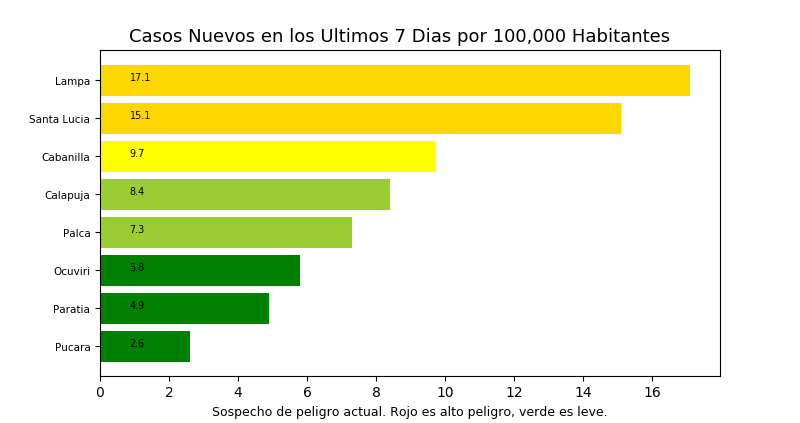 Casos Nuevos en los Ultimos 7 Dias por 100,000 Habitantes
Lampa 17.1
Santa Lucia 15.1
Cabanilla 9.7
Calapuja 8.4
Palca 7.3
Ocuviri 5.8
Paratia 4.9
Pucara 2.6
0 2 4 6 8 10 12 14 16
Sospecho de peligro actual. Rojo es alto peligro, verde es leve.